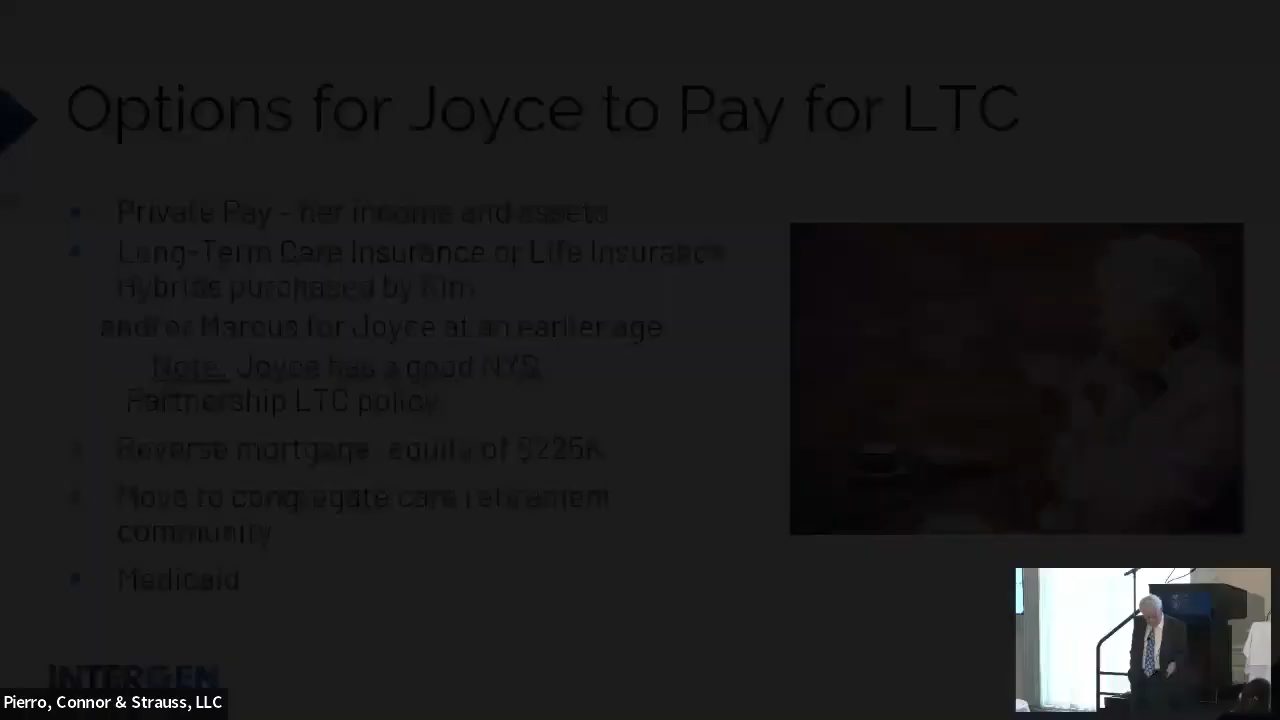 Options for Joyce to Pay for LTC
Private Pay - her income and assets
Long-Term Care Insurance or Life Insurance
Hybrids purchased by Kim
and/or Marcus for Joyce at an earlier age
Note: Joyce has a good NYS
Partnership LTC policy
Reverse mortgage equity of $225K
Move to congregate care retirement
community
Medicaid
INTERGEN
Pierro, Connor & Strauss, LLC